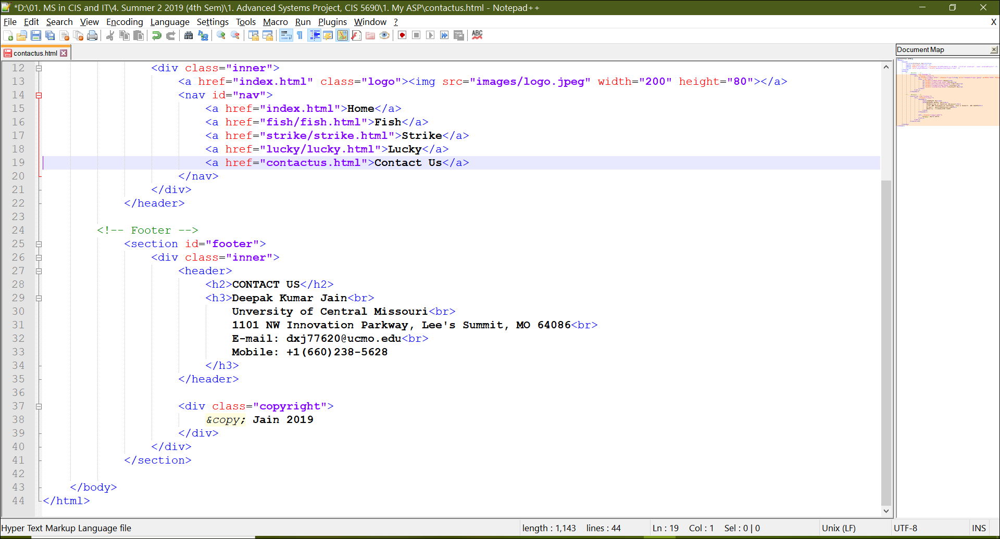 *D:\01. MS in CIS and IT\4. Summer 2 2019 (4th Sem)\1. Advanced Systems Project, CIS 5690\1. My ASP\contactus.html - Notepad++
File Edit Search View Encoding Language Settings Tools Macro Run Plugins Window ? X
ABC
contactus.html
Document Map
12 <div class="inner">
13 <a href="index.html" class="logo"><img src="images/logo.jpeg" width="200" height="80"></a>
14 <nav id="nav">
15 <a href="index.html">Home</a>
16 <a href="fish/fish.html">Fish</a>
17 <a href="strike/strike.html">Strike</a>
18 <a href="lucky/lucky.html">Lucky</a>
19 <a href="contactus.html">Contact Us</a>
20 </nav>
21 </div>
22 </header>
23
24 <!-- Footer -->
25 <section id="footer">
26 <div class="inner">
27 <header>
28 <h2>CONTACT US</h2>
29 <h3>Deepak Kumar Jain<br>
30 Unversity of Central Missouri<br>
31 1101 NW Innovation Parkway, Lee's Summit, MO 64086<br>
32 E-mail: dxj77620@ucmo.edu<br>
33 Mobile: +1(660)238-5628
34 </h3>
35 </header>
36
37 <div class="copyright">
38 &copy; Jain 2019
39 </div>
40 </div>
41 </section>
42
43 </body>
44 </html>
Hyper Text Markup Language file length : 1,143 lines : 44 Ln : 19 Col : 1 Sel : 0 | 0 Unix (LF) UTF-8 INS